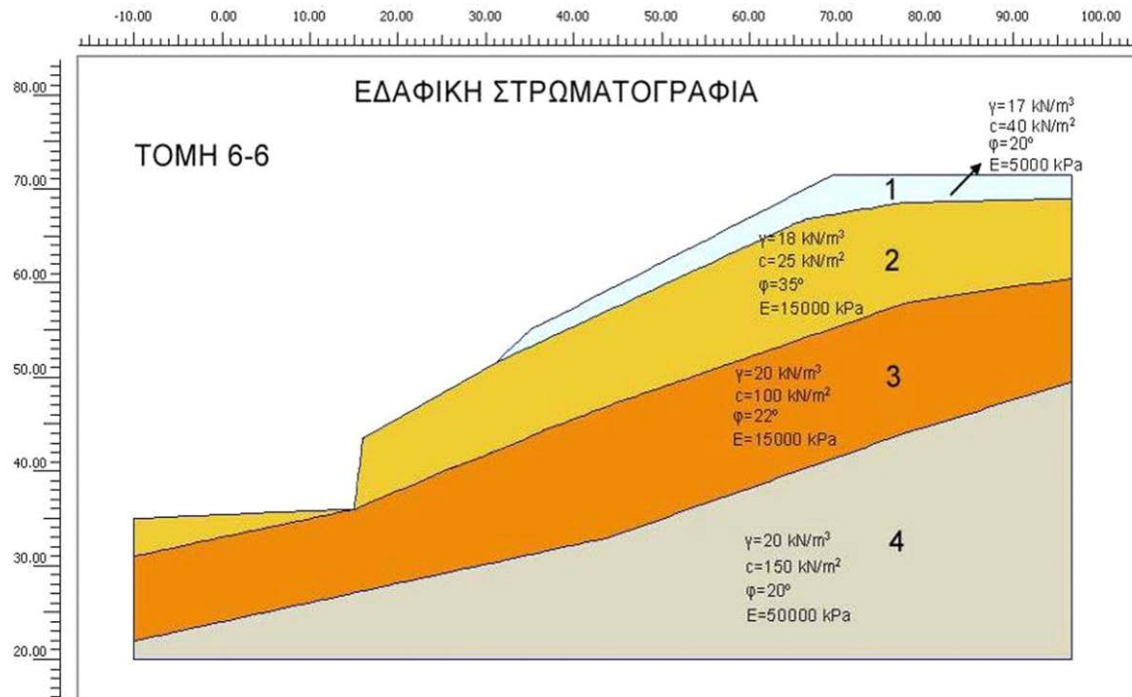 -10.00 0.00 10.00 20.00 30.00 40.00 50.00 60.00 70.00 80.00 90.00 100.00
80.00
70.00
60.00
50.00
40.00
30.00
20.00
ΕΔΑΦΙΚΗ ΣΤΡΩΜΑΤΟΓΡΑΦΙΑ
ΤΟΜΗ 6-6
γ=17 kN/m³
c=40 kN/m²
φ=20º
E=5000 kPa
1
γ=18 kN/m³
c=25 kN/m²
φ=35º
E=15000 kPa
2
γ=20 kN/m³
c=100 kN/m²
φ=22º
E=15000 kPa
3
γ=20 kN/m³
c=150 kN/m²
φ=20º
E=50000 kPa
4